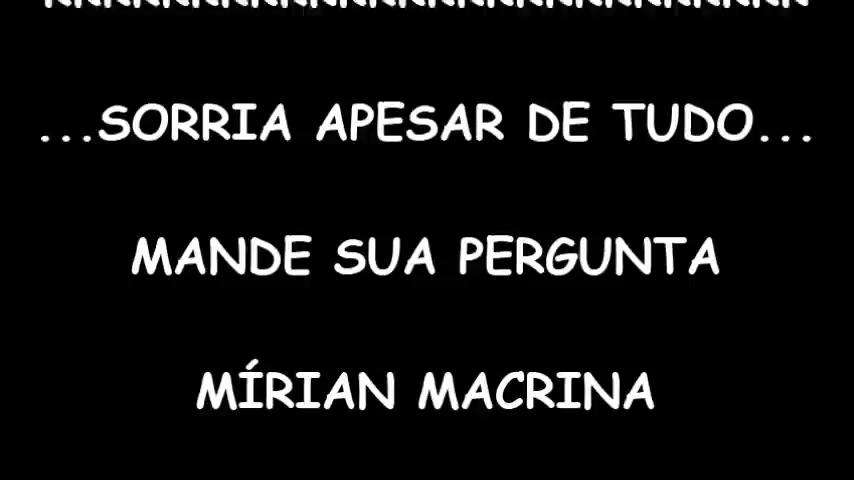 ...SORRIA APESAR DE TUDO...
MANDE SUA PERGUNTA
MÍRIAN MACRINA